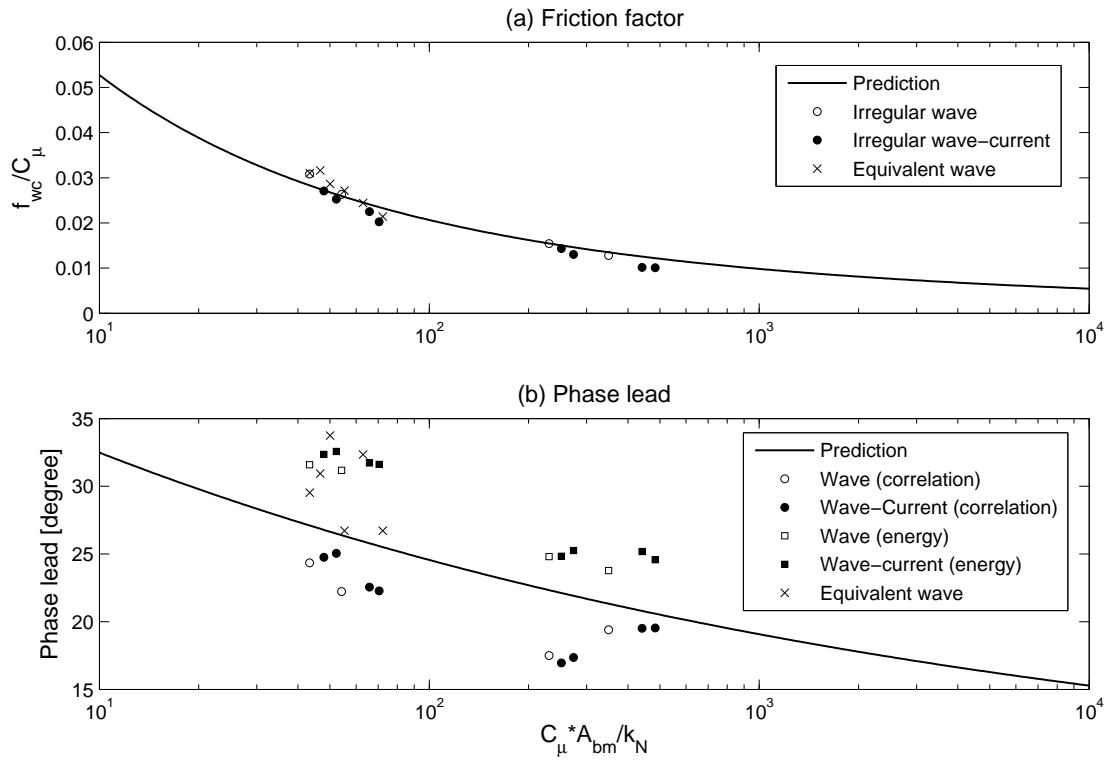 (a) Friction factor
0.06
0.05
0.04
0.03
0.02
0.01
0
f_wc/C_μ
Prediction
Irregular wave
Irregular wave−current
Equivalent wave
10^1 10^2 10^3 10^4
(b) Phase lead
35
30
25
20
15
Phase lead [degree]
Prediction
Wave (correlation)
Wave−Current (correlation)
Wave (energy)
Wave−current (energy)
Equivalent wave
10^1 10^2 10^3 10^4
C_μ*A_bm/k_N